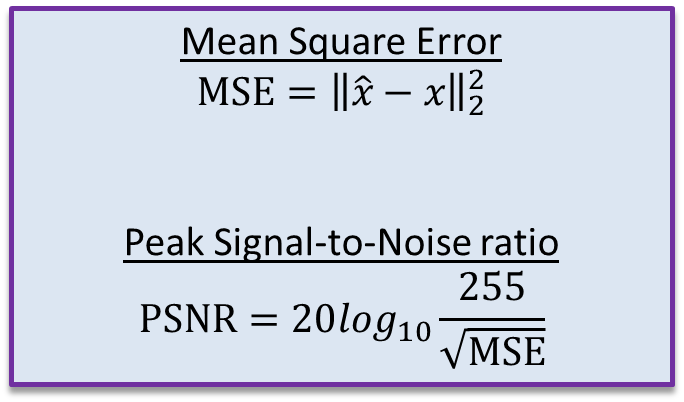 Mean Square Error
MSE = ‖x̂ − x‖₂²
Peak Signal-to-Noise ratio
PSNR = 20log₁₀ 255/√MSE